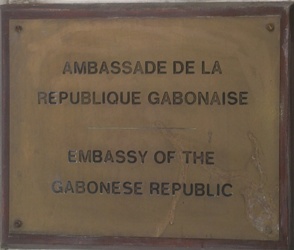 AMBASSADE DE LA
REPUBLIQUE GABONAISE
EMBASSY OF THE
GABONESE REPUBLIC